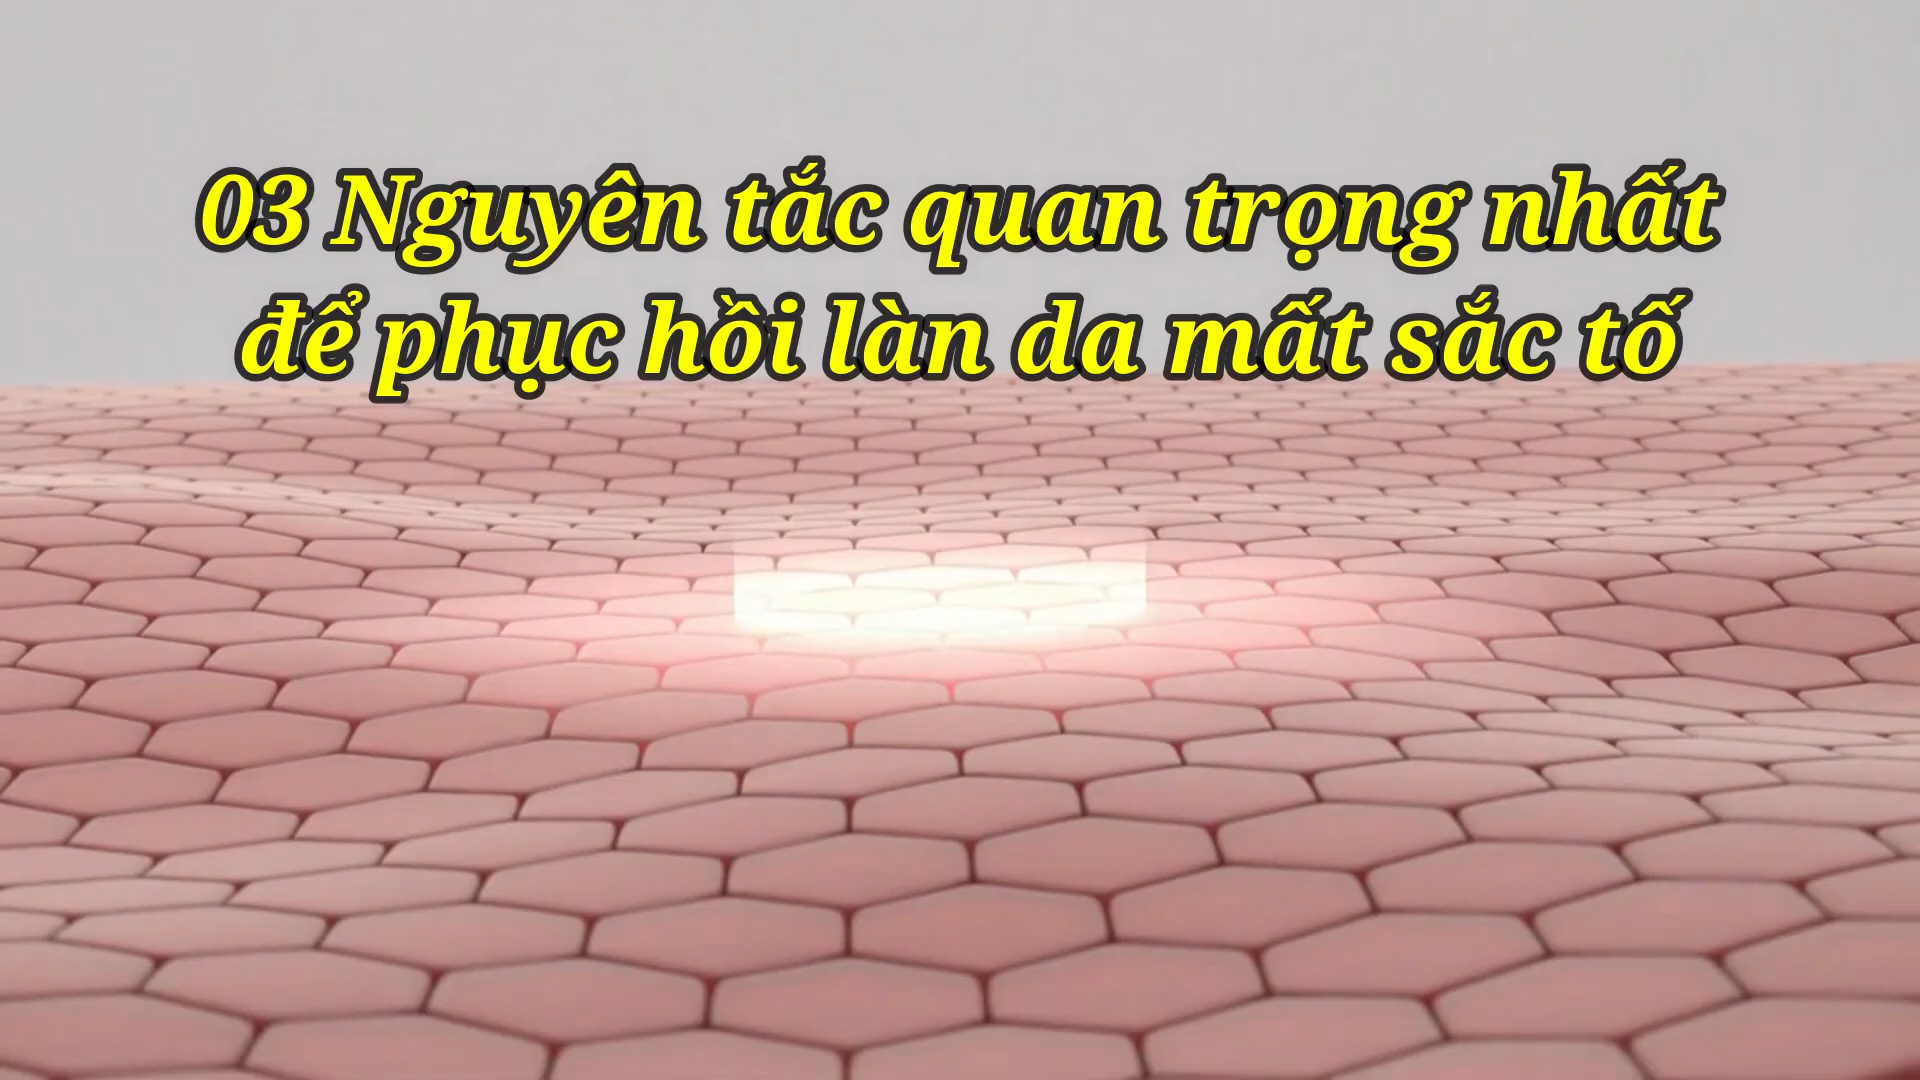 03 Nguyên tắc quan trọng nhất
để phục hồi làn da mất sắc tố